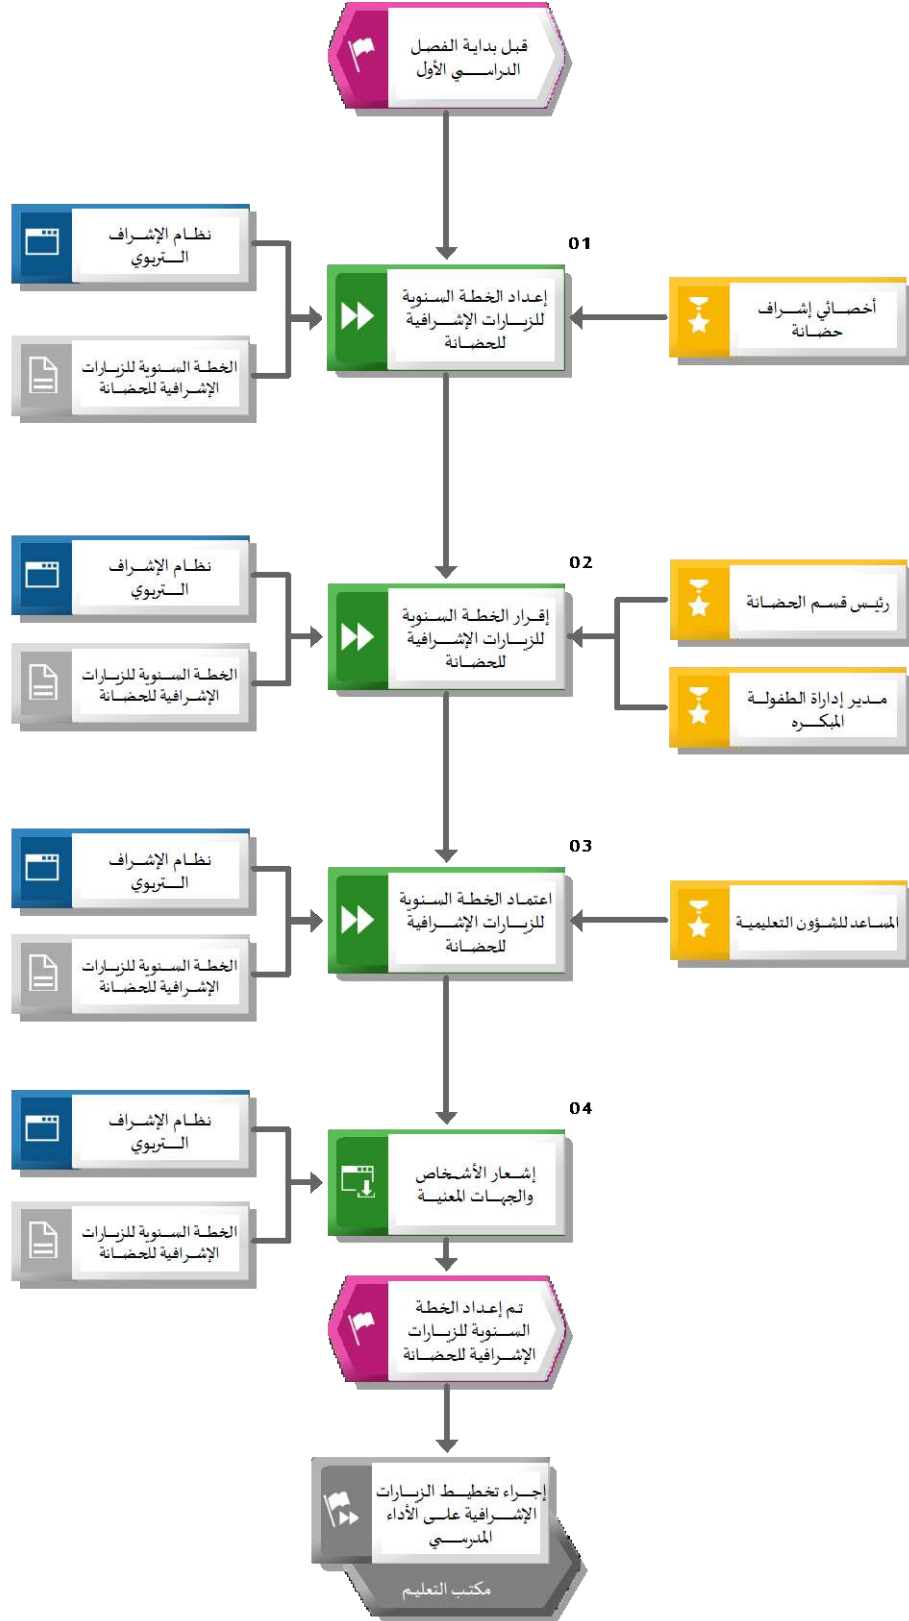 قبل بداية الفصل
الدراسي الأول
01
نظام الإشراف
التربوي
إعداد الخطة السنوية
للزيارات الإشرافية
للحضانة
أخصائي إشراف
حضانة
الخطة السنوية للزيارات
الإشرافية للحضانة
02
نظام الإشراف
التربوي
إقرار الخطة السنوية
للزيارات الإشرافية
للحضانة
رئيس قسم الحضانة
الخطة السنوية للزيارات
الإشرافية للحضانة
مدير إداراة الطفولة
المبكره
03
نظام الإشراف
التربوي
اعتماد الخطة السنوية
للزيارات الإشرافية
للحضانة
المساعد للشؤون التعليمية
الخطة السنوية للزيارات
الإشرافية للحضانة
04
نظام الإشراف
التربوي
إشعار الأشخاص
والجهات المعنية
الخطة السنوية للزيارات
الإشرافية للحضانة
تم إعداد الخطة
السنوية للزيارات
الإشرافية للحضانة
إجراء تخطيط الزيارات
الإشرافية على الأداء
المدرسي
مكتب التعليم